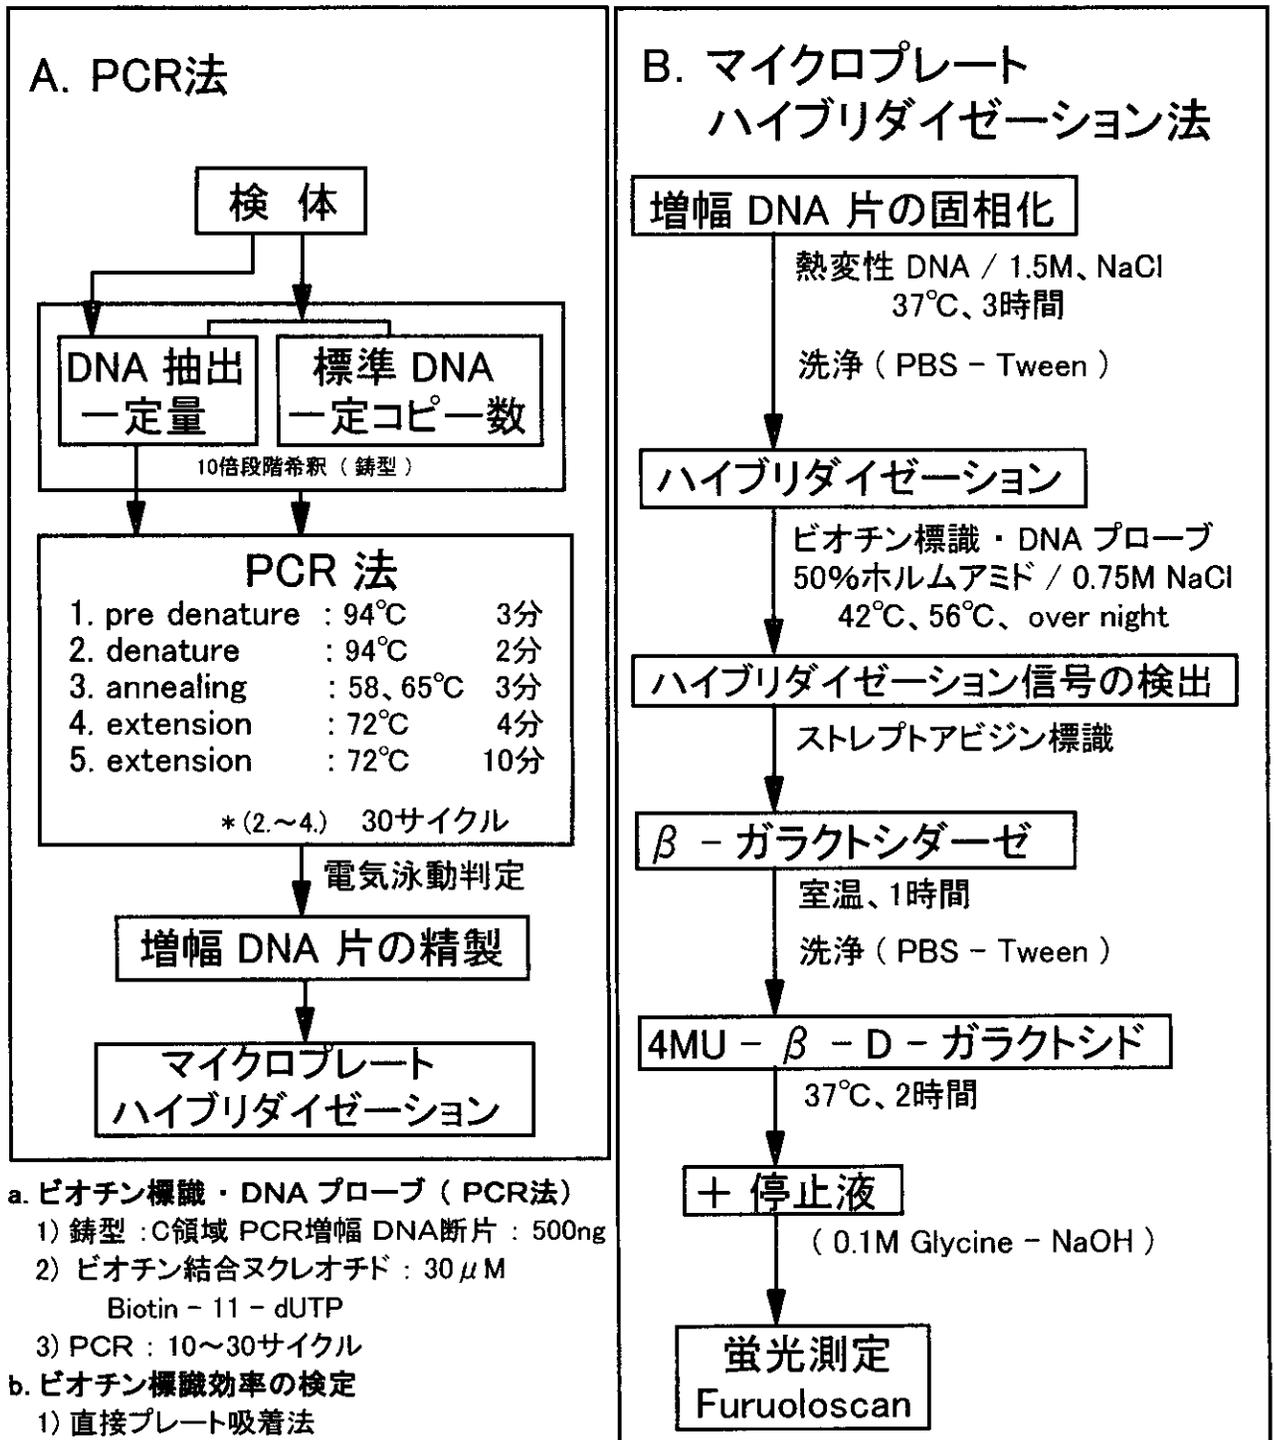 A. PCR法
検 体
DNA 抽出
一定量
標準 DNA
一定コピー数
10倍段階希釈 ( 鋳型 )
PCR 法
1. pre denature : 94℃ 3分
2. denature : 94℃ 2分
3. annealing : 58、65℃ 3分
4. extension : 72℃ 4分
5. extension : 72℃ 10分
* (2.～4.) 30サイクル
電気泳動判定
増幅 DNA 片の精製
マイクロプレート
ハイブリダイゼーション
a. ビオチン標識・DNA プローブ ( PCR法 )
1) 鋳型 : C領域 PCR増幅 DNA断片 : 500ng
2) ビオチン結合ヌクレオチド : 30μM
Biotin - 11 - dUTP
3) PCR : 10～30サイクル
b. ビオチン標識効率の検定
1) 直接プレート吸着法
B. マイクロプレート
ハイブリダイゼーション法
増幅 DNA 片の固相化
熱変性 DNA / 1.5M、NaCl
37℃、3時間
洗浄 ( PBS - Tween )
ハイブリダイゼーション
ビオチン標識・DNA プローブ
50%ホルムアミド / 0.75M NaCl
42℃、56℃、over night
ハイブリダイゼーション信号の検出
ストレプトアビジン標識
β - ガラクトシダーゼ
室温、1時間
洗浄 ( PBS - Tween )
4MU - β - D - ガラクトシド
37℃、2時間
+ 停止液
( 0.1M Glycine - NaOH )
蛍光測定
Furuoloscan